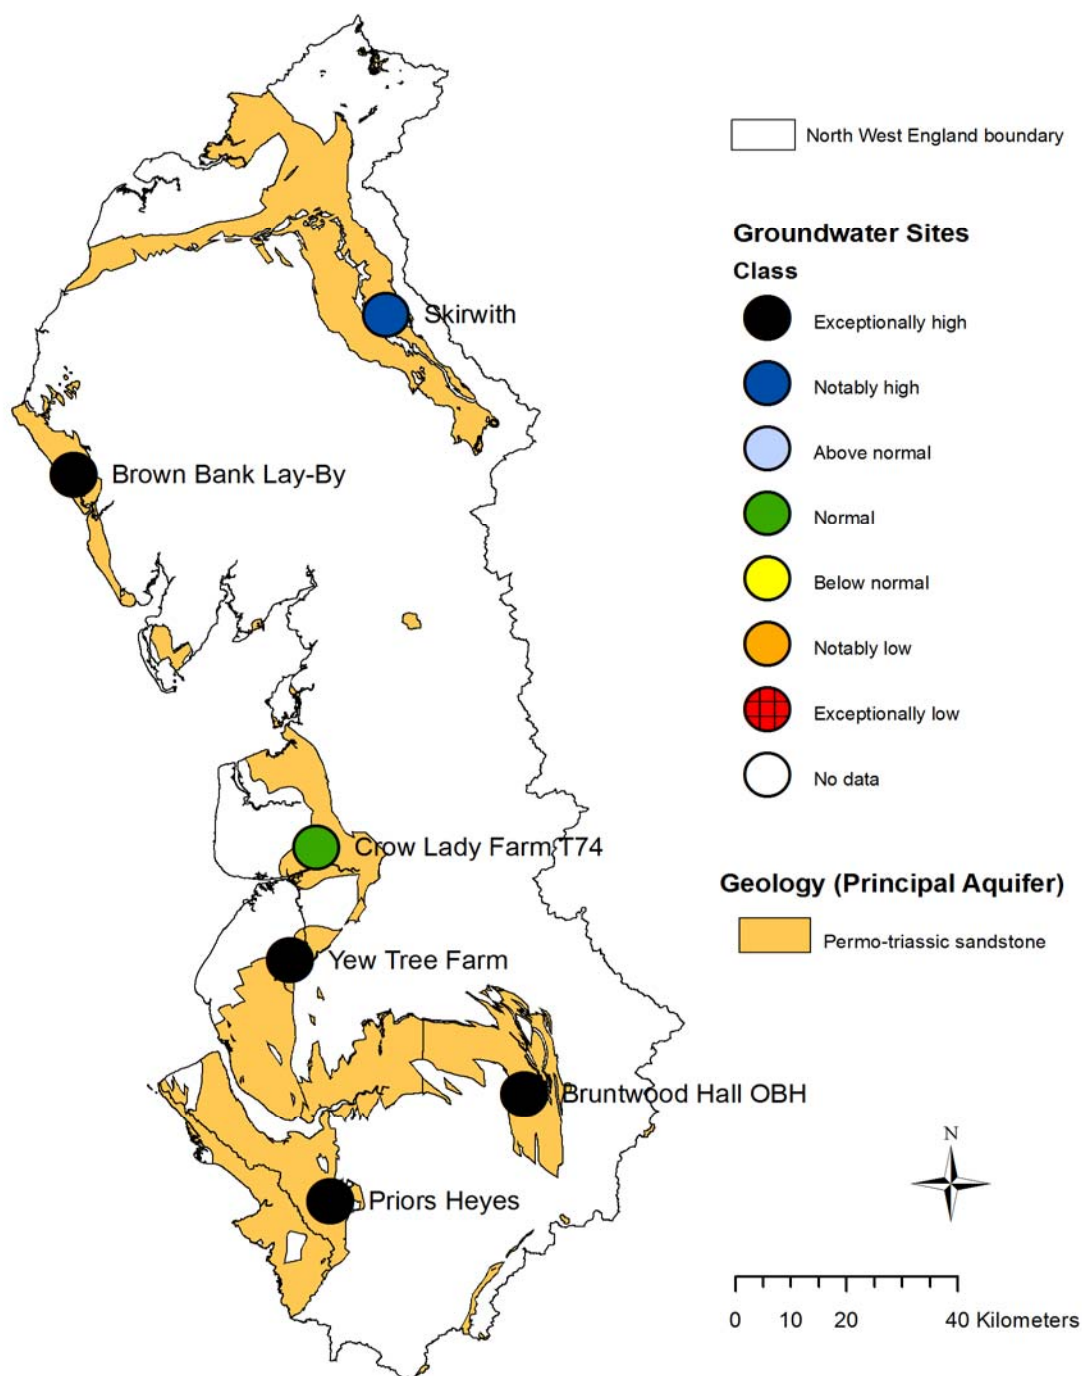 North West England boundary
Groundwater Sites
Class
Exceptionally high
Skirwith
Notably high
Above normal
Brown Bank Lay-By
Normal
Below normal
Notably low
Exceptionally low
No data
Crow Lady Farm T74
Geology (Principal Aquifer)
Permo-triassic sandstone
Yew Tree Farm
Bruntwood Hall OBH
N
Priors Heyes
0 10 20 40 Kilometers